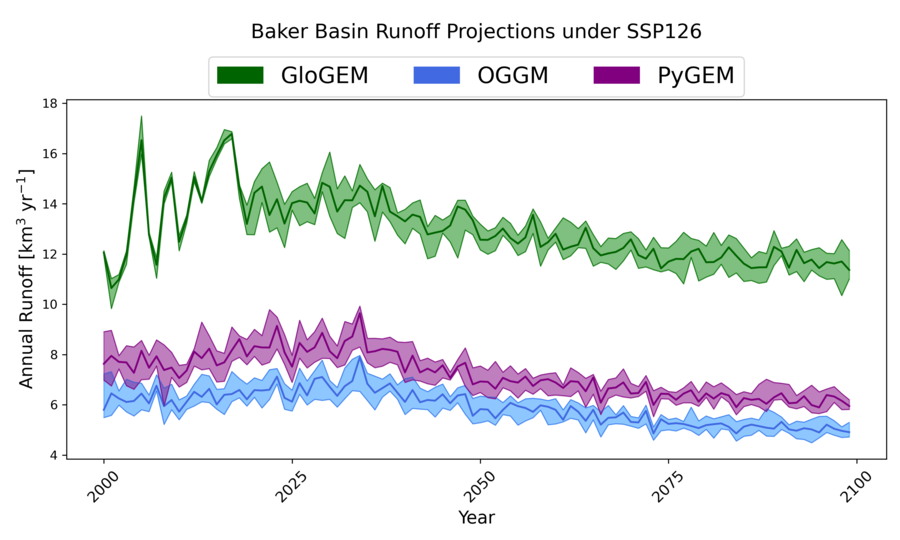 Baker Basin Runoff Projections under SSP126
GloGEM OGGM PyGEM
Annual Runoff [km³ yr⁻¹]
18
16
14
12
10
8
6
4
2000 2025 2050 2075 2100
Year